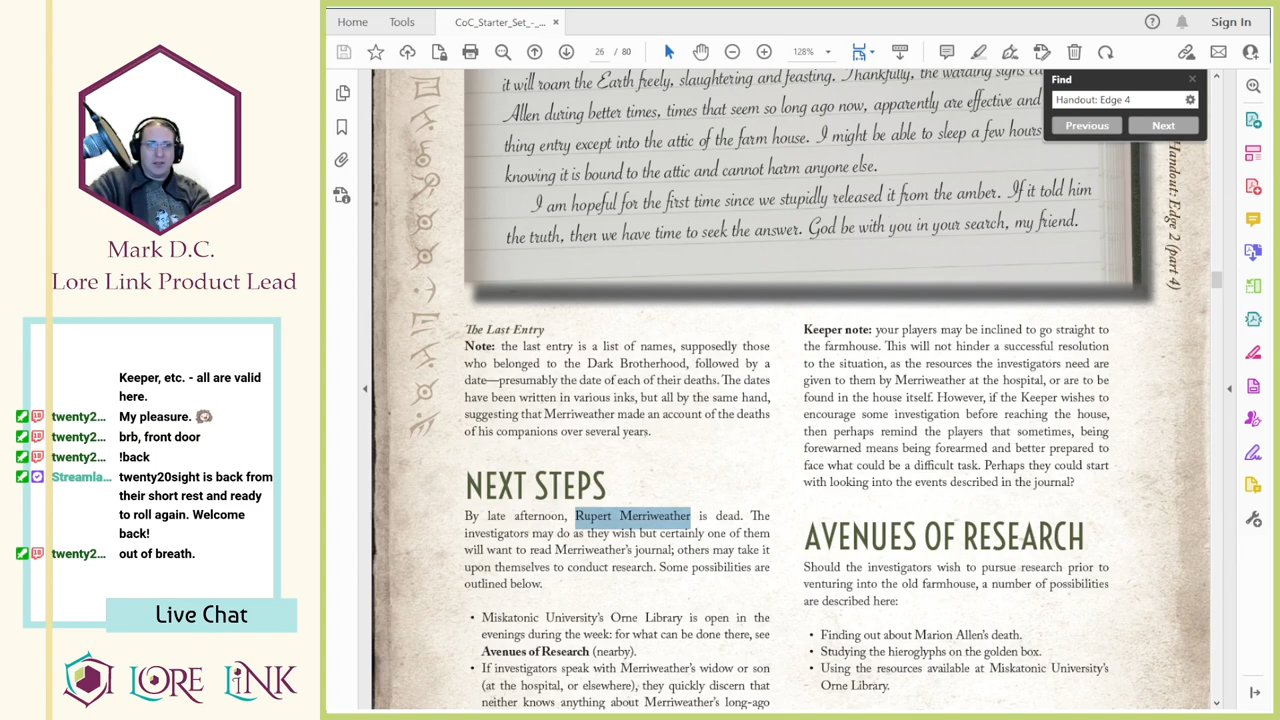 Mark D.C.
Lore Link Product Lead
Keeper, etc. - all are valid
here.
twenty2... My pleasure.
twenty2... brb, front door
twenty2... !back
Streamla... twenty20sight is back from
their short rest and ready
to roll again. Welcome
back!
twenty2... out of breath.
Live Chat
LORE LINK
Home Tools CoC_Starter_Set_-_... × Sign In
26 / 80 128%
Find
Handout: Edge 4
Previous Next
it will roam the Earth freely, slaughtering and feasting. Thankfully, the warding signs
Allen during better times, times that seem so long ago now, apparently are effective and
thing entry except into the attic of the farm house. I might be able to sleep a few hours
knowing it is bound to the attic and cannot harm anyone else.
I am hopeful for the first time since we stupidly released it from the amber. If it told him
the truth, then we have time to seek the answer. God be with you in your search, my friend.
Handout: Edge 2 (part 4)
The Last Entry
Note: the last entry is a list of names, supposedly those
who belonged to the Dark Brotherhood, followed by a
date—presumably the date of each of their deaths. The dates
have been written in various inks, but all by the same hand,
suggesting that Merriweather made an account of the deaths
of his companions over several years.
NEXT STEPS
By late afternoon, Rupert Merriweather is dead. The
investigators may do as they wish but certainly one of them
will want to read Merriweather's journal; others may take it
upon themselves to conduct research. Some possibilities are
outlined below.
• Miskatonic University's Orne Library is open in the
evenings during the week: for what can be done there, see
Avenues of Research (nearby).
• If investigators speak with Merriweather's widow or son
(at the hospital, or elsewhere), they quickly discern that
neither knows anything about Merriweather's long-ago
Keeper note: your players may be inclined to go straight to
the farmhouse. This will not hinder a successful resolution
to the situation, as the resources the investigators need are
given to them by Merriweather at the hospital, or are to be
found in the house itself. However, if the Keeper wishes to
encourage some investigation before reaching the house,
then perhaps remind the players that sometimes, being
forewarned means being forearmed and better prepared to
face what could be a difficult task. Perhaps they could start
with looking into the events described in the journal?
AVENUES OF RESEARCH
Should the investigators wish to pursue research prior to
venturing into the old farmhouse, a number of possibilities
are described here:
• Finding out about Marion Allen's death.
• Studying the hieroglyphs on the golden box.
• Using the resources available at Miskatonic University's
Orne Library.